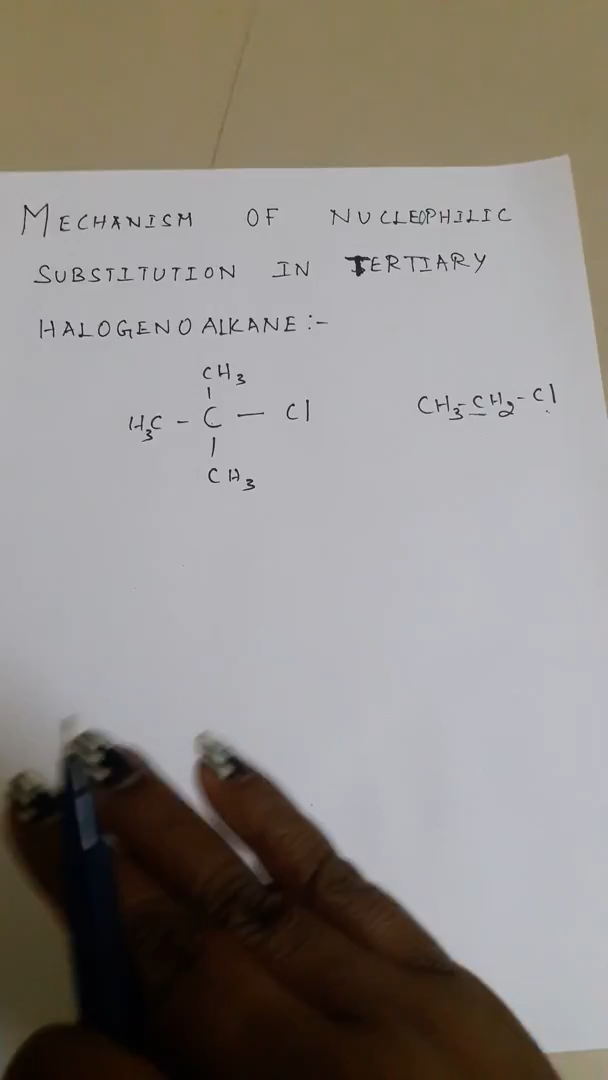 MECHANISM OF NUCLEOPHILIC
SUBSTITUTION IN TERTIARY
HALOGENOALKANE :-
CH3
H3C - C - Cl
CH3
CH3-CH2-Cl